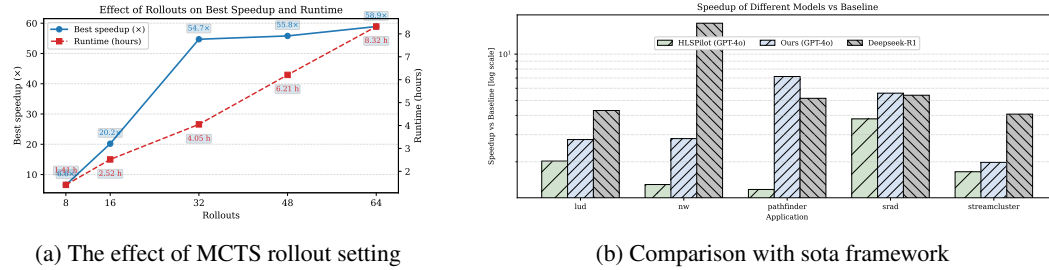 Effect of Rollouts on Best Speedup and Runtime
Best speedup (×)
Runtime (hours)
54.7×
55.8×
58.9×
20.2×
1.41 h
2.52 h
4.05 h
6.21 h
8.32 h
60
50
40
30
20
10
Best speedup (×)
8
7
6
5
4
3
2
Runtime (hours)
8
16
32
48
64
Rollouts
(a) The effect of MCTS rollout setting
Speedup of Different Models vs Baseline
HLSPilot (GPT-4o)
Ours (GPT-4o)
Deepseek-R1
Speedup vs Baseline [log scale]
10¹
lud
nw
pathfinder
srad
streamcluster
Application
(b) Comparison with sota framework